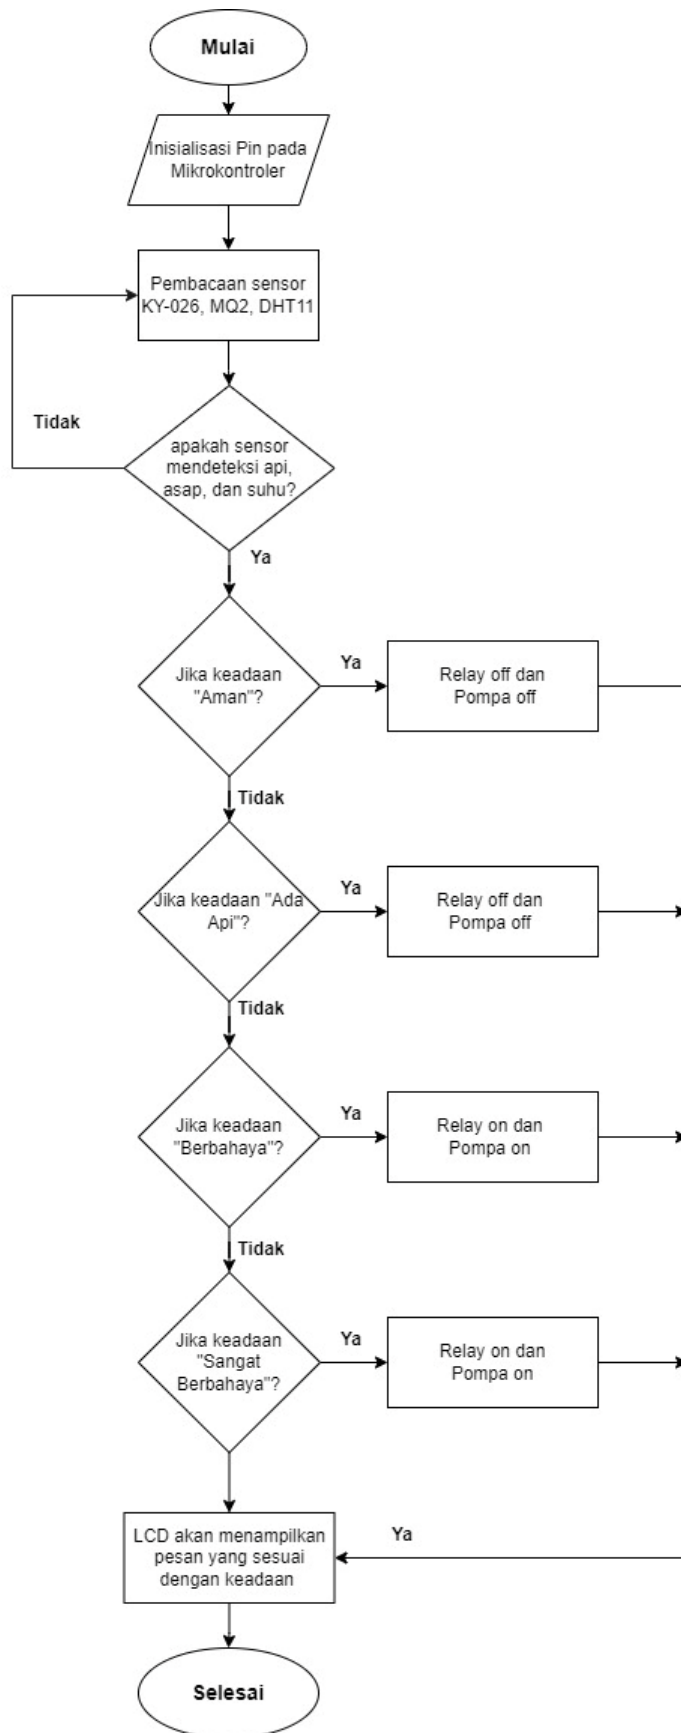 Mulai
Inisialisasi Pin pada
Mikrokontroler
Pembacaan sensor
KY-026, MQ2, DHT11
Tidak
apakah sensor
mendeteksi api,
asap, dan suhu?
Ya
Jika keadaan
"Aman"?
Ya
Relay off dan
Pompa off
Tidak
Jika keadaan "Ada
Api"?
Ya
Relay off dan
Pompa off
Tidak
Jika keadaan
"Berbahaya"?
Ya
Relay on dan
Pompa on
Tidak
Jika keadaan
"Sangat
Berbahaya"?
Ya
Relay on dan
Pompa on
LCD akan menampilkan
pesan yang sesuai
dengan keadaan
Ya
Selesai